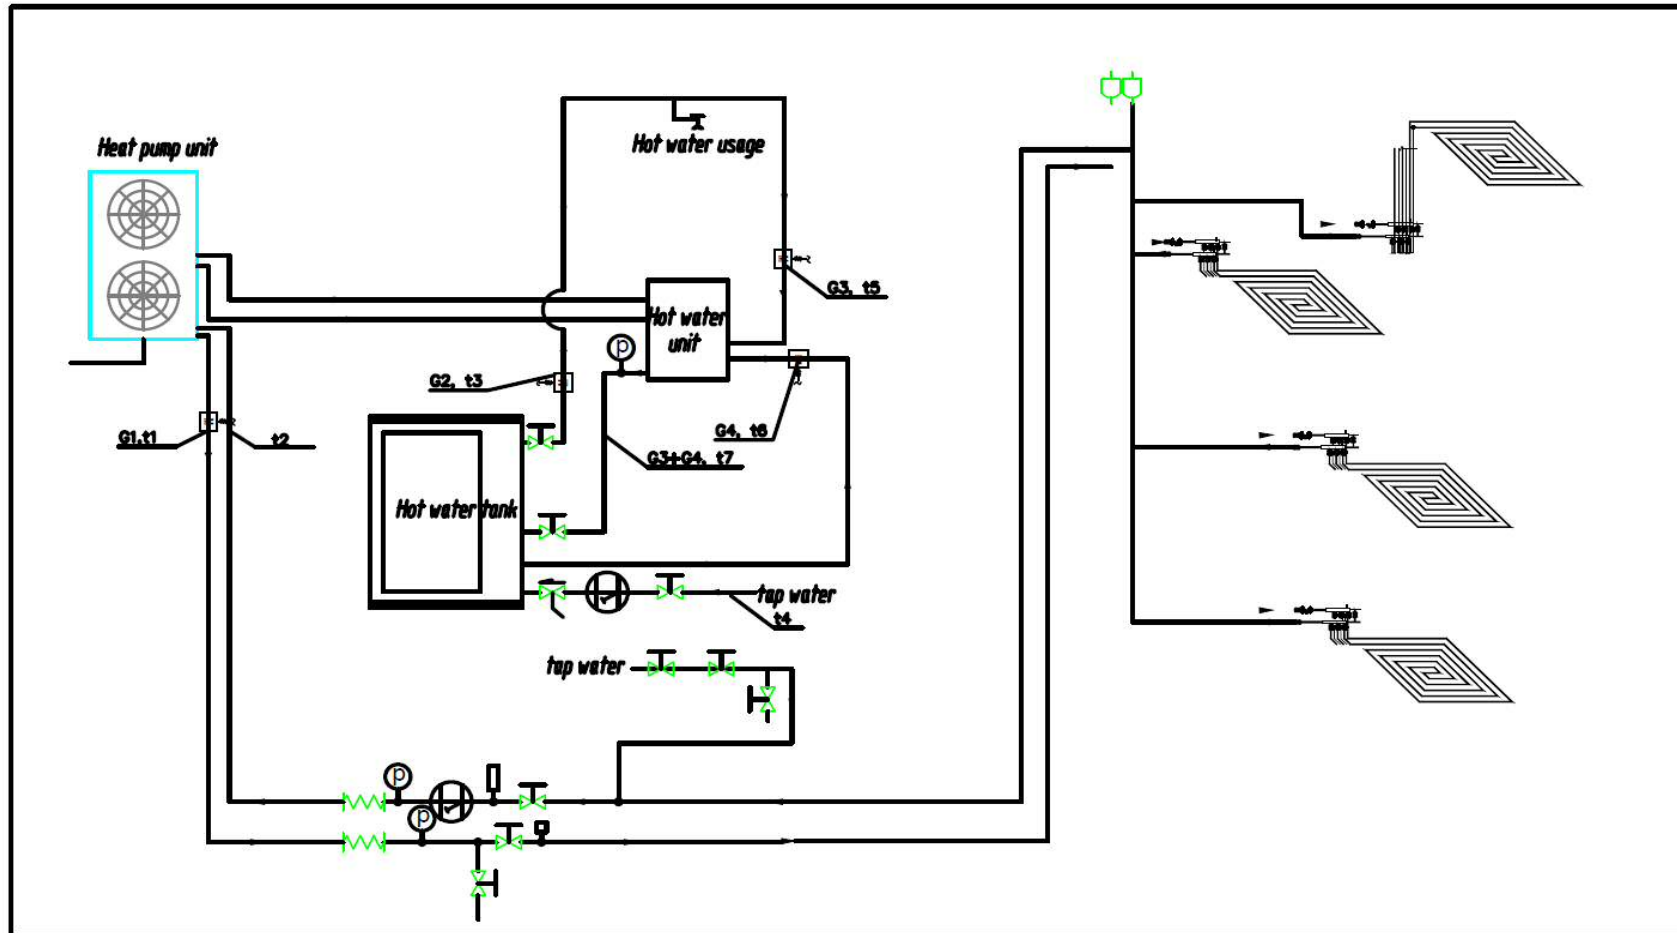 Heat pump unit
Hot water usage
G3, t5
Hot water
unit
P
G2, t3
G1,t1
t2
G4, t6
G3+G4, t7
Hot water tank
tap water
t4
tap water
P
P